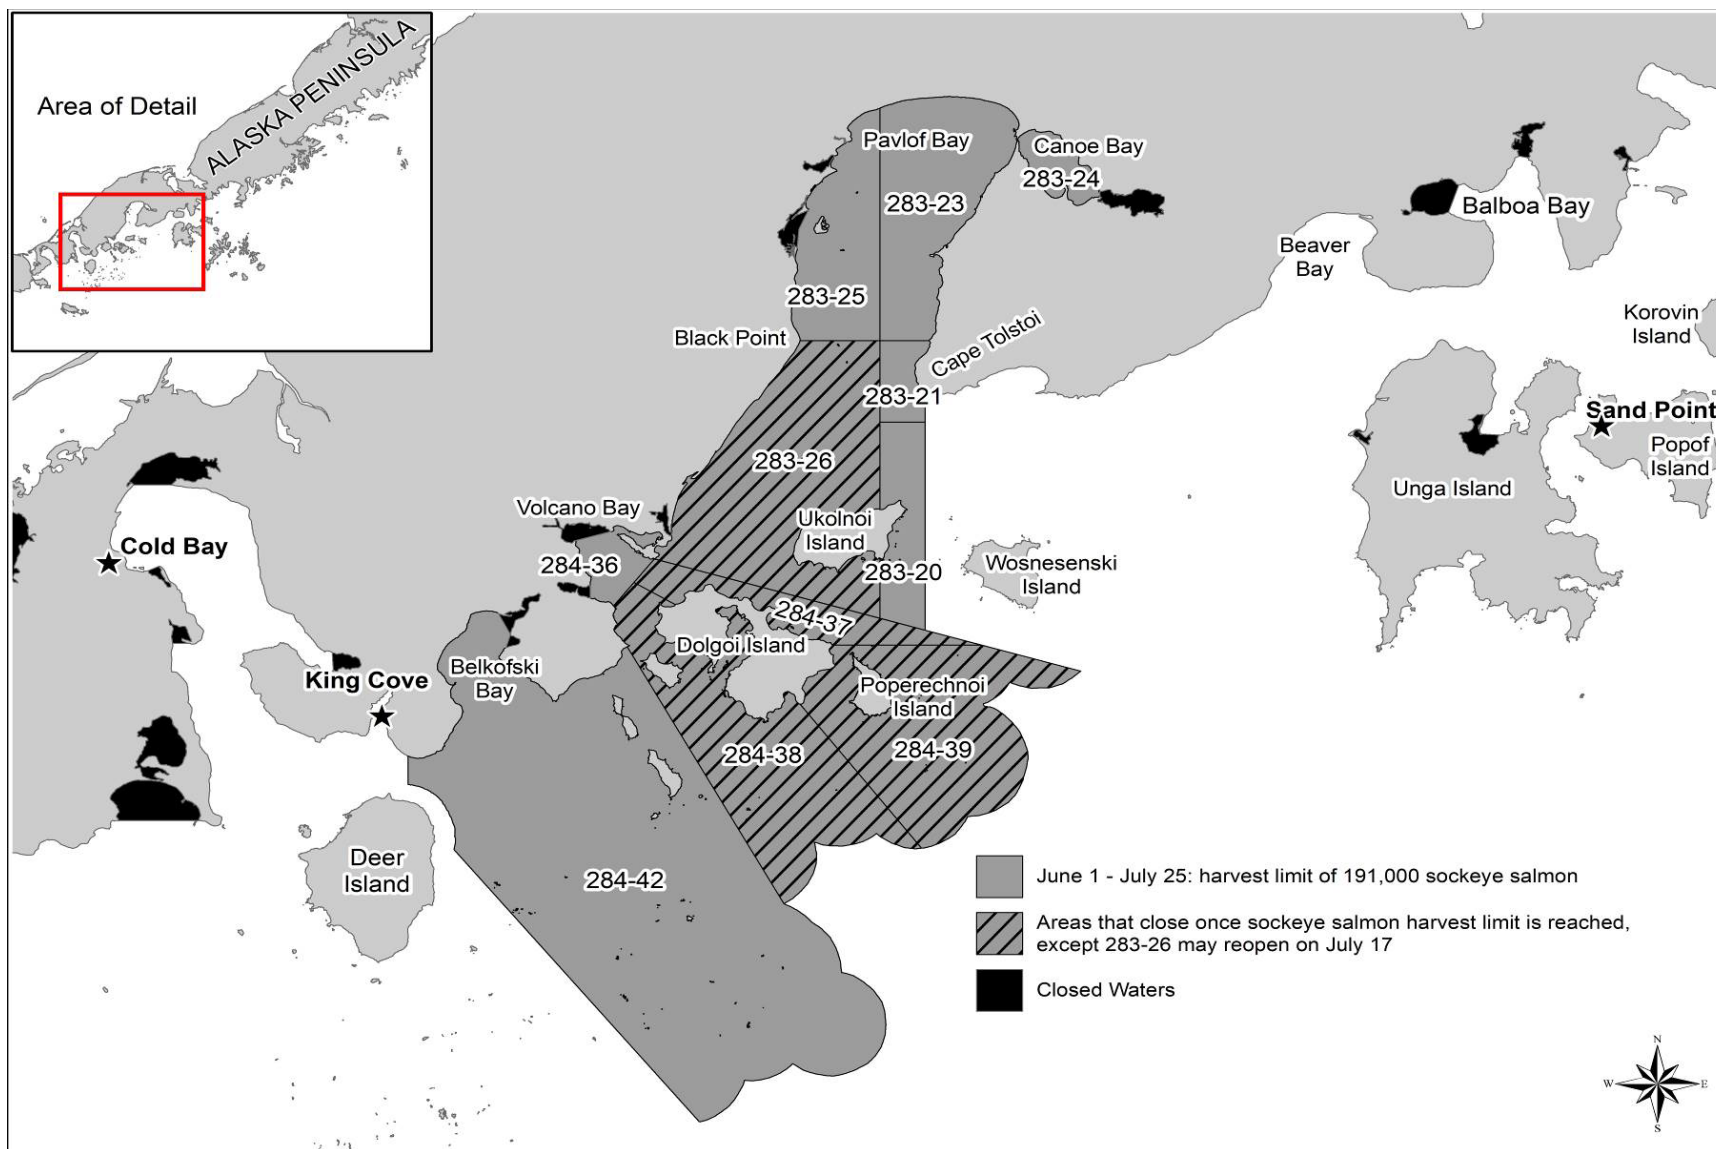 Area of Detail
ALASKA PENINSULA
Pavlof Bay
Canoe Bay
283-24
283-23
Balboa Bay
Beaver
Bay
283-25
Korovin
Island
Black Point
Cape Tolstoi
283-21
Sand Point
Popof
Island
283-26
Unga Island
Volcano Bay
Ukolnoi
Island
Cold Bay
284-36
283-20
Wosnesenski
Island
284-37
Dolgoi Island
Belkofski
Bay
King Cove
Poperechnoi
Island
284-38
284-39
Deer
Island
284-42
June 1 - July 25: harvest limit of 191,000 sockeye salmon
Areas that close once sockeye salmon harvest limit is reached,
except 283-26 may reopen on July 17
Closed Waters
N
W
E
S